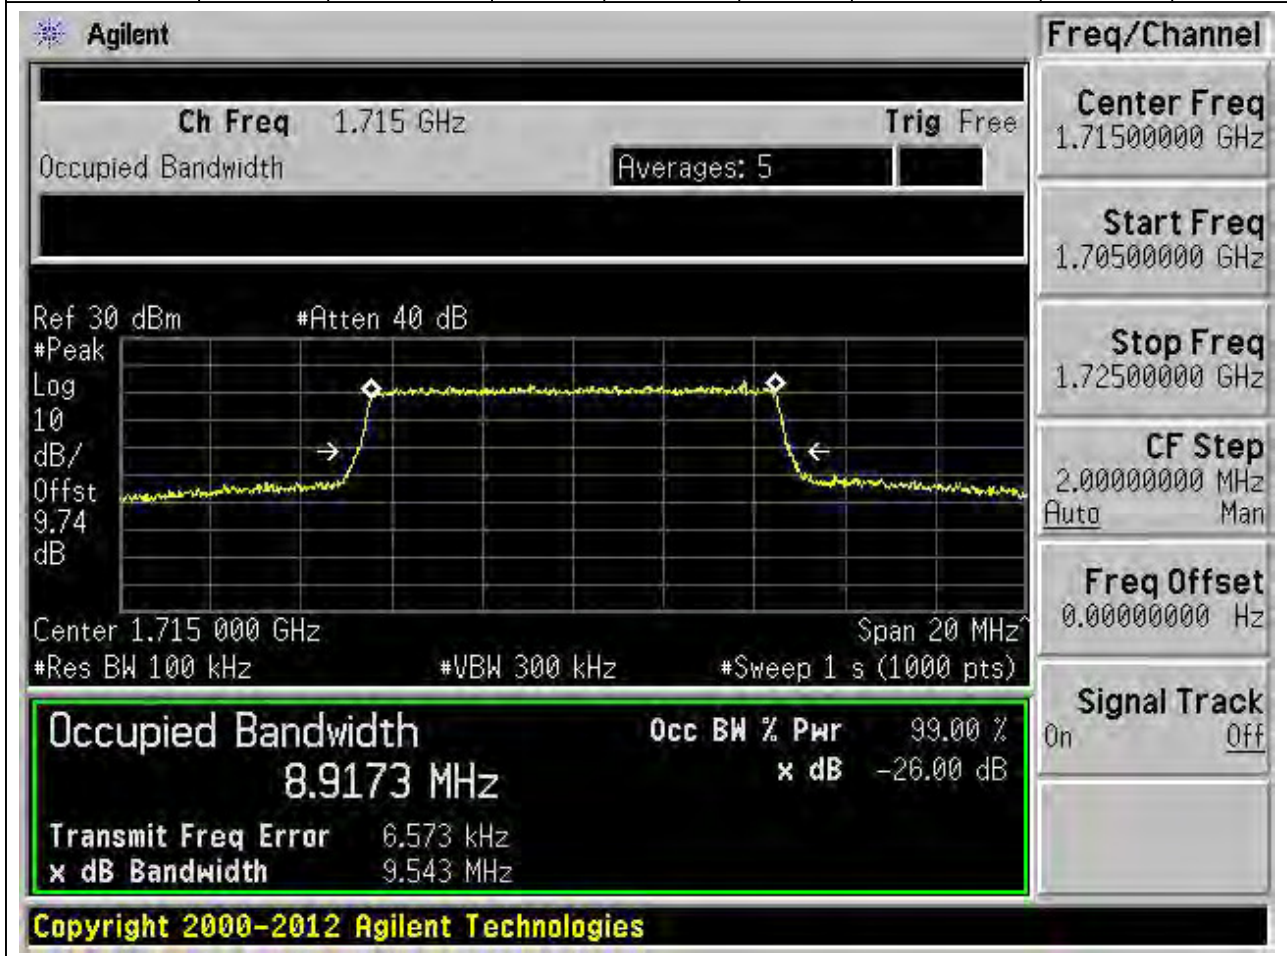 Agilent
Freq/Channel
Ch Freq 1.715 GHz Trig Free
Occupied Bandwidth Averages: 5
Center Freq
1.71500000 GHz
Start Freq
1.70500000 GHz
Stop Freq
1.72500000 GHz
CF Step
2.00000000 MHz
Auto Man
Freq Offset
0.00000000 Hz
Signal Track
On Off
Ref 30 dBm #Atten 40 dB
#Peak
Log
10
dB/
Offst
9.74
dB
Center 1.715 000 GHz Span 20 MHz^
#Res BW 100 kHz #VBW 300 kHz #Sweep 1 s (1000 pts)
Occupied Bandwidth Occ BW % Pwr 99.00 %
8.9173 MHz x dB -26.00 dB
Transmit Freq Error 6.573 kHz
x dB Bandwidth 9.543 MHz
Copyright 2000-2012 Agilent Technologies